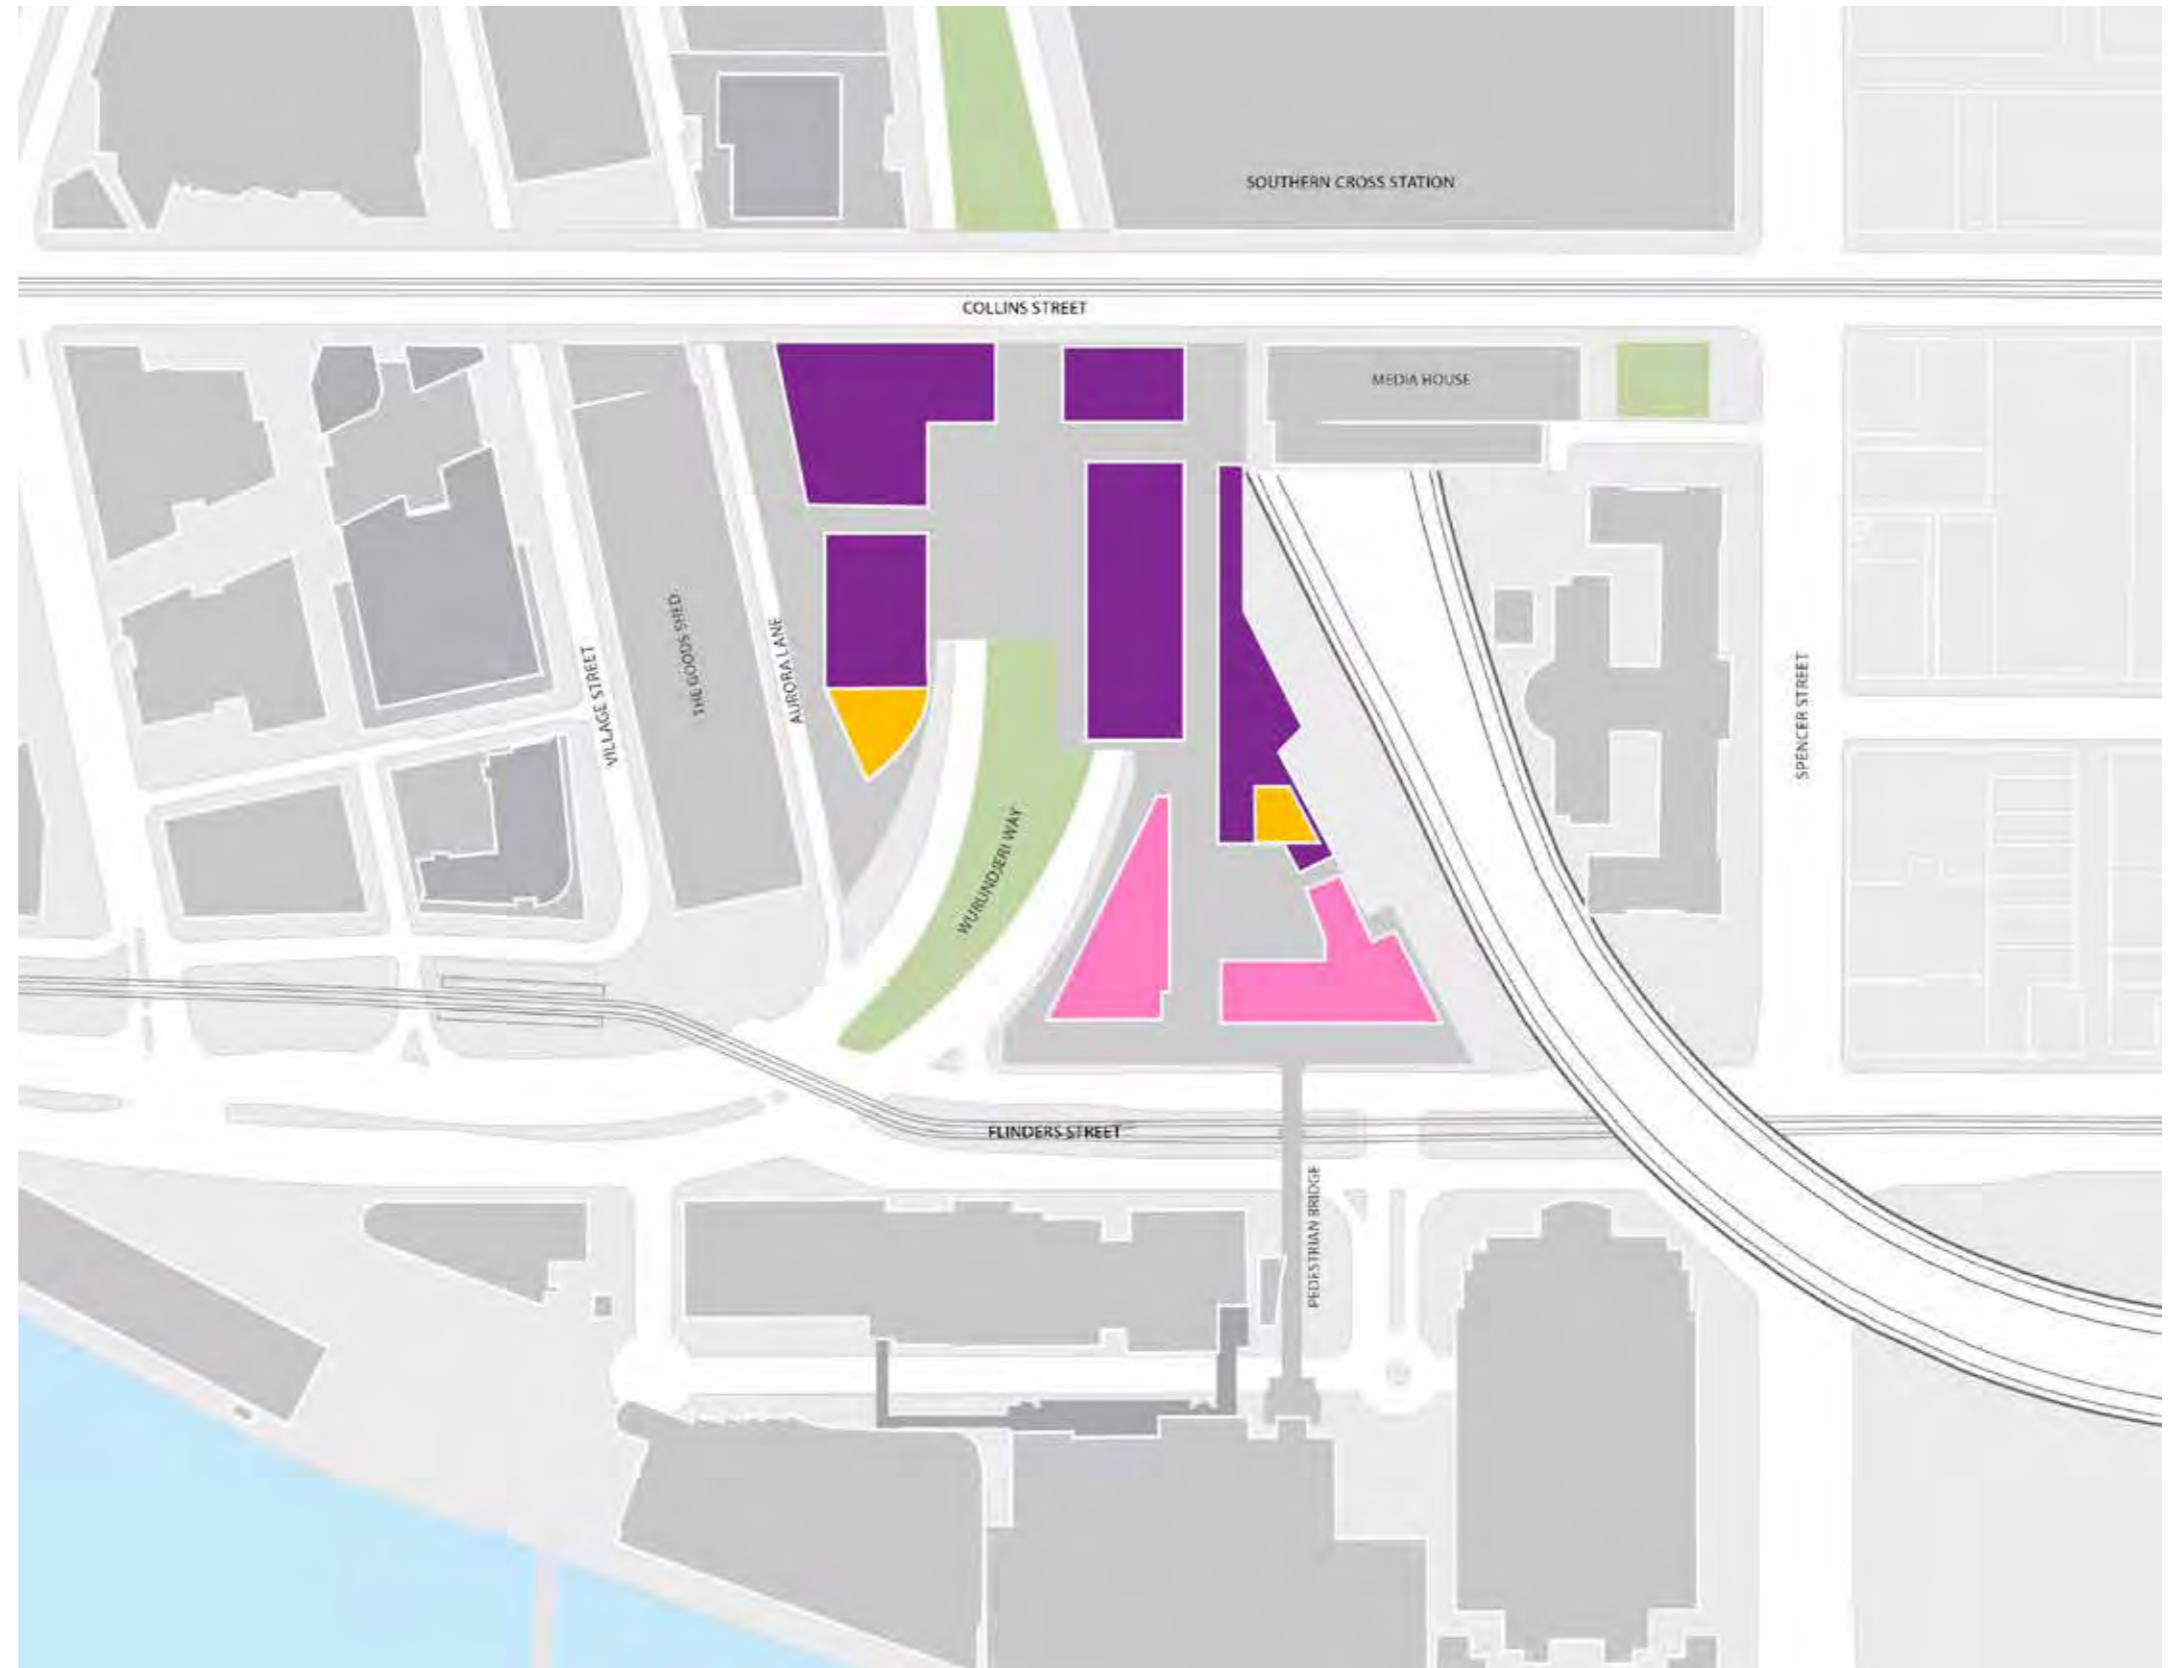 SOUTHERN CROSS STATION
COLLINS STREET
MEDIA HOUSE
THE GOODS SHED
AURORA LANE
VILLAGE STREET
SPENCER STREET
WURUNDJERI WAY
FLINDERS STREET
PEDESTRIAN BRIDGE